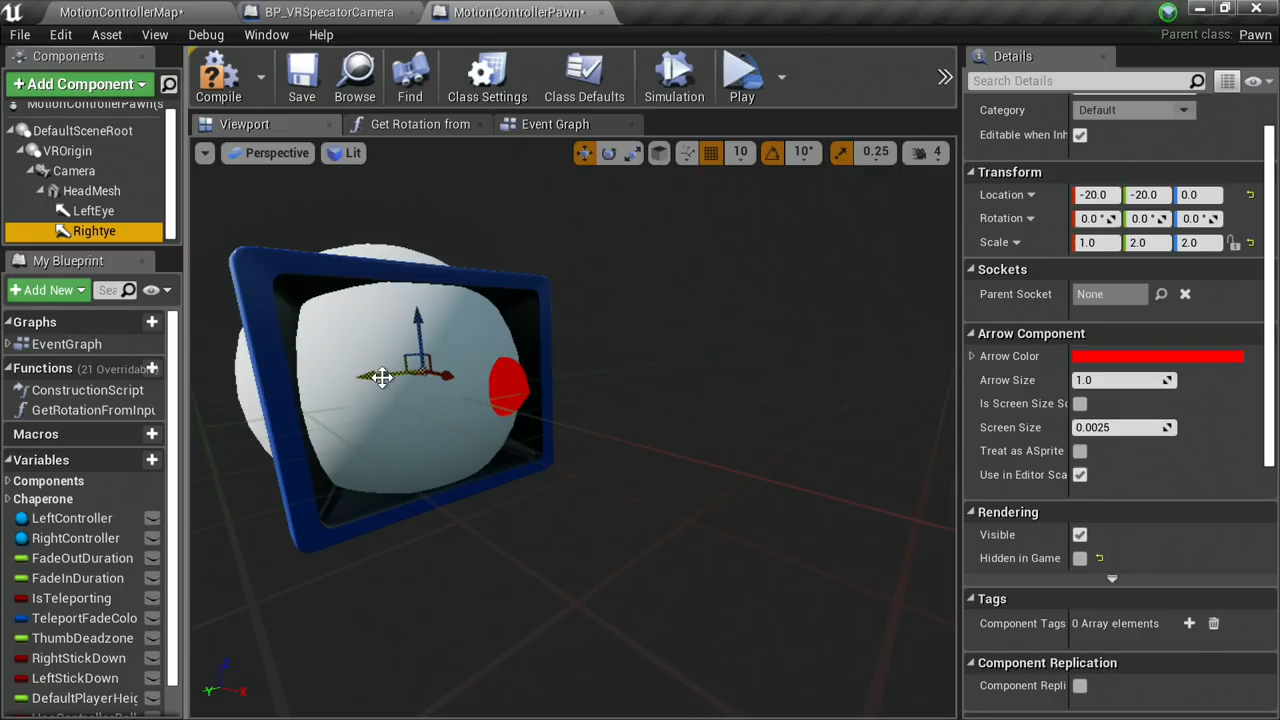 MotionControllerMap*
BP_VRSpecatorCamera
MotionControllerPawn*
File Edit Asset View Debug Window Help
Parent class: Pawn
Components
+ Add Component
MotionControllerPawn(s
DefaultSceneRoot
VROrigin
Camera
HeadMesh
LeftEye
Rightye
My Blueprint
+ Add New
Sea
Graphs
EventGraph
Functions (21 Overridab
ConstructionScript
GetRotationFromInpu
Macros
Variables
Components
Chaperone
LeftController
RightController
FadeOutDuration
FadeInDuration
IsTeleporting
TeleportFadeColo
ThumbDeadzone
RightStickDown
LeftStickDown
DefaultPlayerHeig
Compile
Save
Browse
Find
Class Settings
Class Defaults
Simulation
Play
Viewport
Get Rotation from
Event Graph
Perspective
Lit
10
10°
0.25
4
Z
Y
X
Details
Search Details
Category Default
Editable when Inh
Transform
Location -20.0 -20.0 0.0
Rotation 0.0 ° 0.0 ° 0.0 °
Scale 1.0 2.0 2.0
Sockets
Parent Socket None
Arrow Component
Arrow Color
Arrow Size 1.0
Is Screen Size Sc
Screen Size 0.0025
Treat as ASprite
Use in Editor Sca
Rendering
Visible
Hidden in Game
Tags
Component Tags 0 Array elements
Component Replication
Component Repli